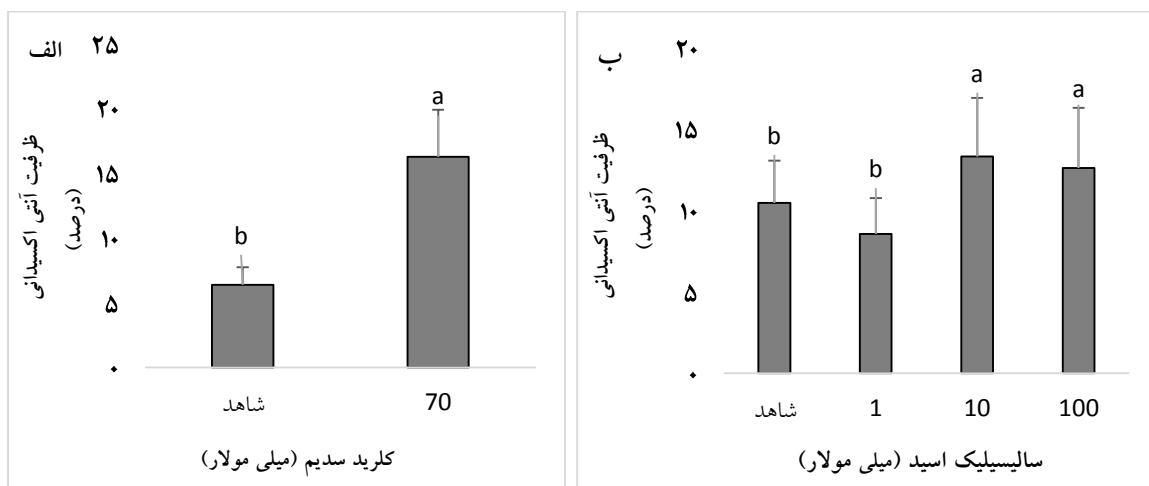 الف
ظرفیت آنتی اکسیدانی
(درصد)
۲۵
۲۰
۱۵
۱۰
۵
۰
b
a
شاهد
70
کلرید سدیم (میلی مولار)
ب
ظرفیت آنتی اکسیدانی
(درصد)
۲۰
۱۵
۱۰
۵
۰
b
b
a
a
شاهد
1
10
100
سالیسیلیک اسید (میلی مولار)